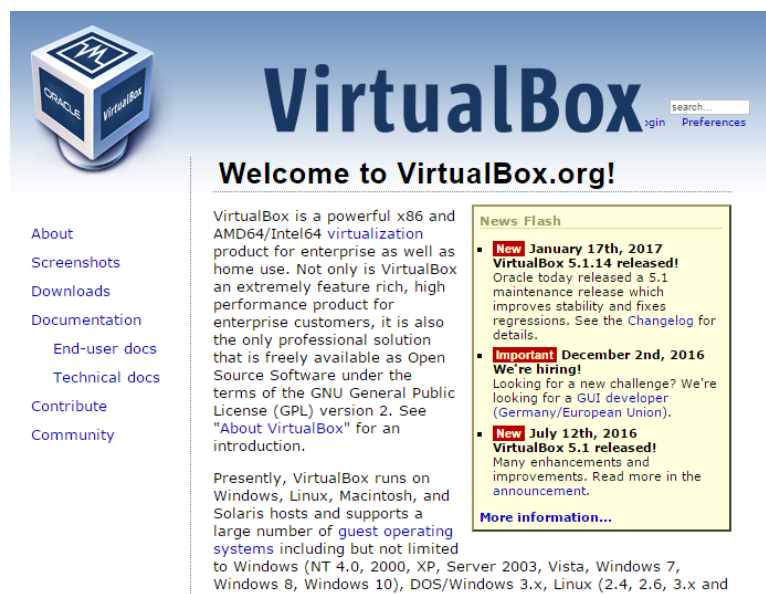 ORACLE
VirtualBox
VirtualBox
search...
Preferences
Welcome to VirtualBox.org!
About
Screenshots
Downloads
Documentation
End-user docs
Technical docs
Contribute
Community
VirtualBox is a powerful x86 and
AMD64/Intel64 virtualization
product for enterprise as well as
home use. Not only is VirtualBox
an extremely feature rich, high
performance product for
enterprise customers, it is also
the only professional solution
that is freely available as Open
Source Software under the
terms of the GNU General Public
License (GPL) version 2. See
"About VirtualBox" for an
introduction.
News Flash
New January 17th, 2017
VirtualBox 5.1.14 released!
Oracle today released a 5.1
maintenance release which
improves stability and fixes
regressions. See the Changelog for
details.
Important December 2nd, 2016
We're hiring!
Looking for a new challenge? We're
looking for a GUI developer
(Germany/European Union).
New July 12th, 2016
VirtualBox 5.1 released!
Many enhancements and
improvements. Read more in the
announcement.
More information...
Presently, VirtualBox runs on
Windows, Linux, Macintosh, and
Solaris hosts and supports a
large number of guest operating
systems including but not limited
to Windows (NT 4.0, 2000, XP, Server 2003, Vista, Windows 7,
Windows 8, Windows 10), DOS/Windows 3.x, Linux (2.4, 2.6, 3.x and